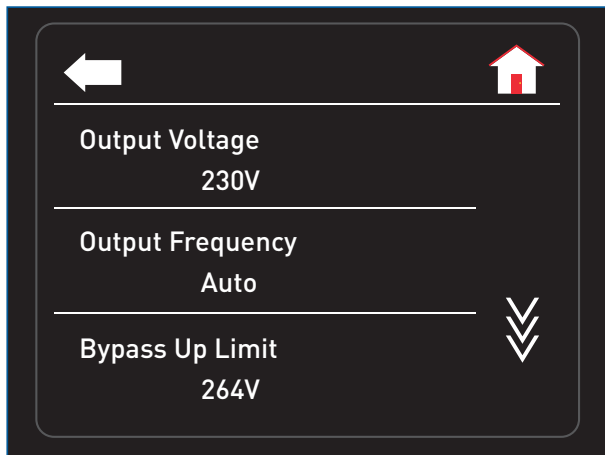 Output Voltage
230V
Output Frequency
Auto
Bypass Up Limit
264V